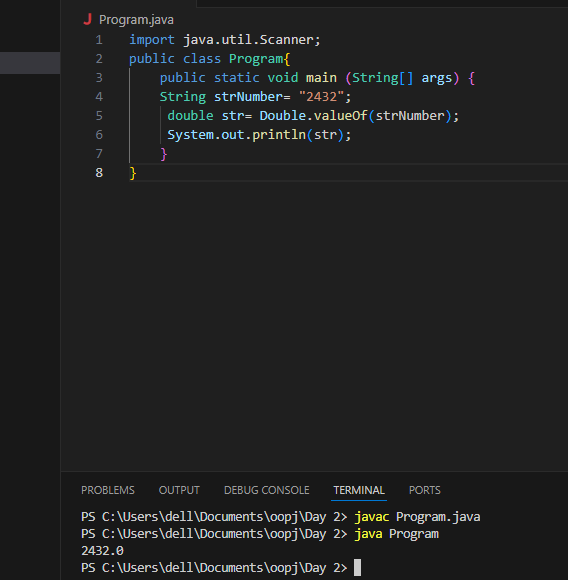 J Program.java
1 import java.util.Scanner;
2 public class Program{
3 public static void main (String[] args) {
4 String strNumber= "2432";
5 double str= Double.valueOf(strNumber);
6 System.out.println(str);
7 }
8 }
PROBLEMS OUTPUT DEBUG CONSOLE TERMINAL PORTS
PS C:\Users\dell\Documents\oopj\Day 2> javac Program.java
PS C:\Users\dell\Documents\oopj\Day 2> java Program
2432.0
PS C:\Users\dell\Documents\oopj\Day 2>